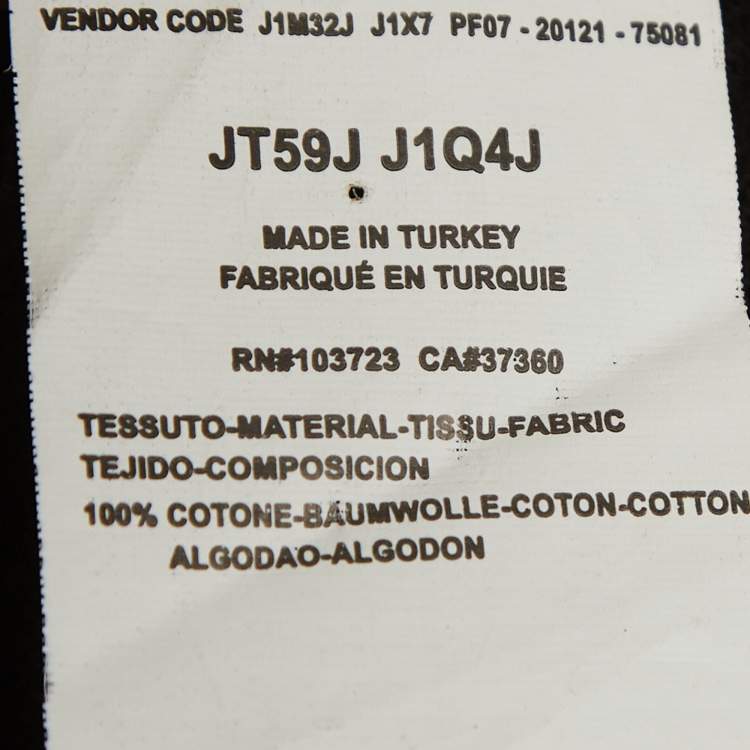 VENDOR CODE J1M32J J1X7 PF07 - 20121 - 75081
JT59J J1Q4J
MADE IN TURKEY
FABRIQUÉ EN TURQUIE
RN#103723 CA#37360
TESSUTO-MATERIAL-TISSU-FABRIC
TEJIDO-COMPOSICION
100% COTONE-BAUMWOLLE-COTON-COTTON
ALGODAO-ALGODON